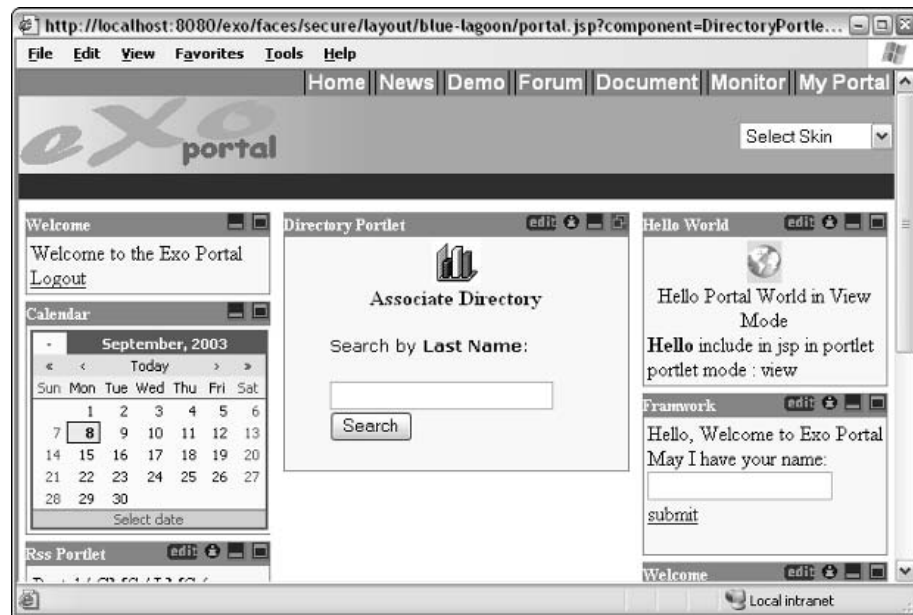 http://localhost:8080/exo/faces/secure/layout/blue-lagoon/portal.jsp?component=DirectoryPortle...
File Edit View Favorites Tools Help
Home News Demo Forum Document Monitor My Portal
eXo portal
Select Skin
Welcome
Welcome to the Exo Portal
Logout
Calendar
- September, 2003
« ‹ Today › »
Sun Mon Tue Wed Thu Fri Sat
1 2 3 4 5 6
7 8 9 10 11 12 13
14 15 16 17 18 19 20
21 22 23 24 25 26 27
28 29 30
Select date
Rss Portlet edit
Directory Portlet edit
Associate Directory
Search by Last Name:
Search
Hello World edit
Hello Portal World in View
Mode
Hello include in jsp in portlet
portlet mode : view
Framwork edit
Hello, Welcome to Exo Portal
May I have your name:
submit
Welcome edit
Local intranet